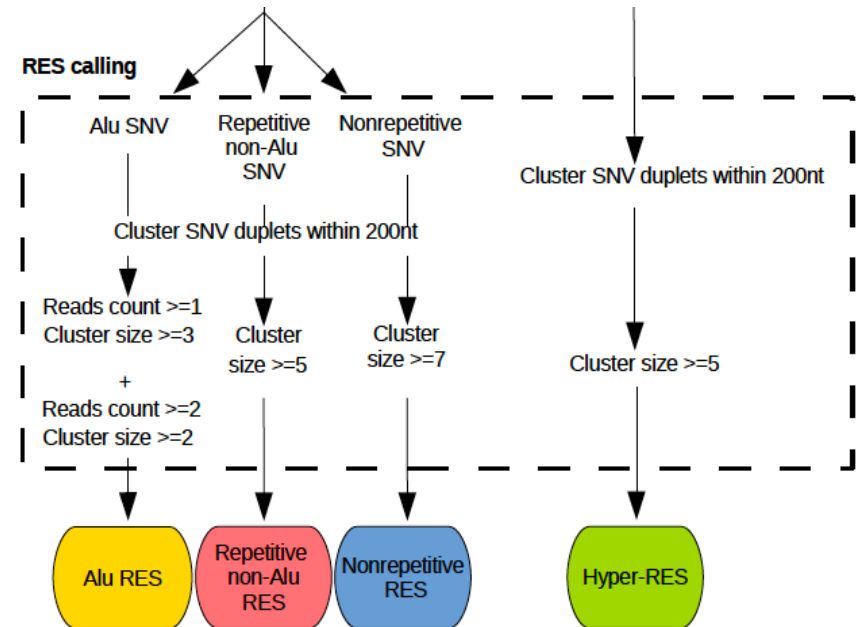 RES calling
Alu SNV
Repetitive
non-Alu
SNV
Nonrepetitive
SNV
Cluster SNV duplets within 200nt
Cluster SNV duplets within 200nt
Reads count >=1
Cluster size >=3
+
Reads count >=2
Cluster size >=2
Cluster
size >=5
Cluster
size >=7
Cluster size >=5
Alu RES
Repetitive
non-Alu
RES
Nonrepetitive
RES
Hyper-RES